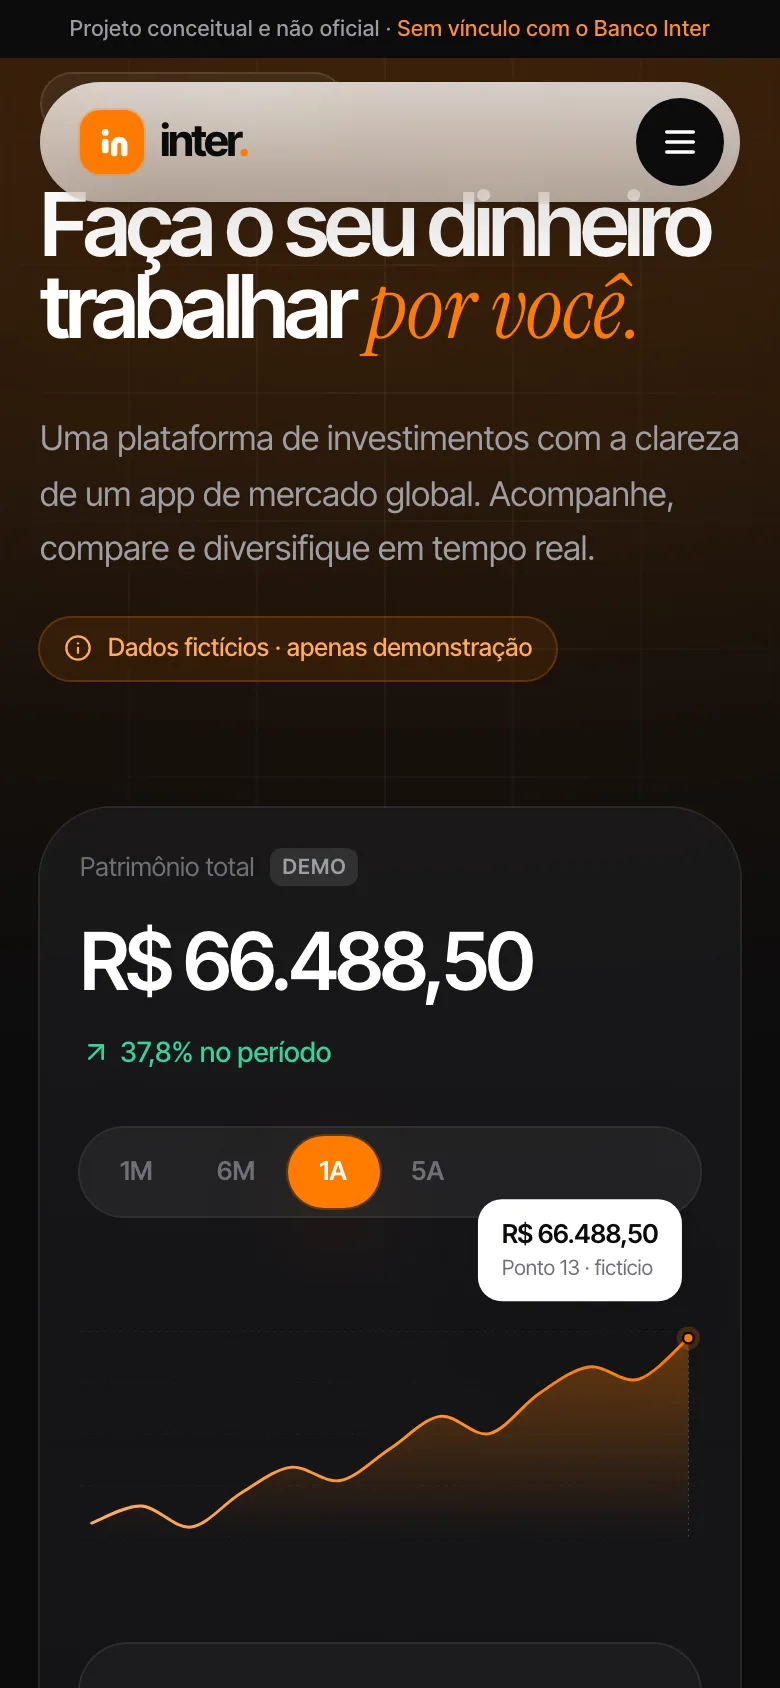 Projeto conceitual e não oficial · Sem vínculo com o Banco Inter
in inter.
Faça o seu dinheiro
trabalhar por você.
Uma plataforma de investimentos com a clareza
de um app de mercado global. Acompanhe,
compare e diversifique em tempo real.
Dados fictícios · apenas demonstração
Patrimônio total DEMO
R$ 66.488,50
37,8% no período
1M 6M 1A 5A
R$ 66.488,50
Ponto 13 · fictício